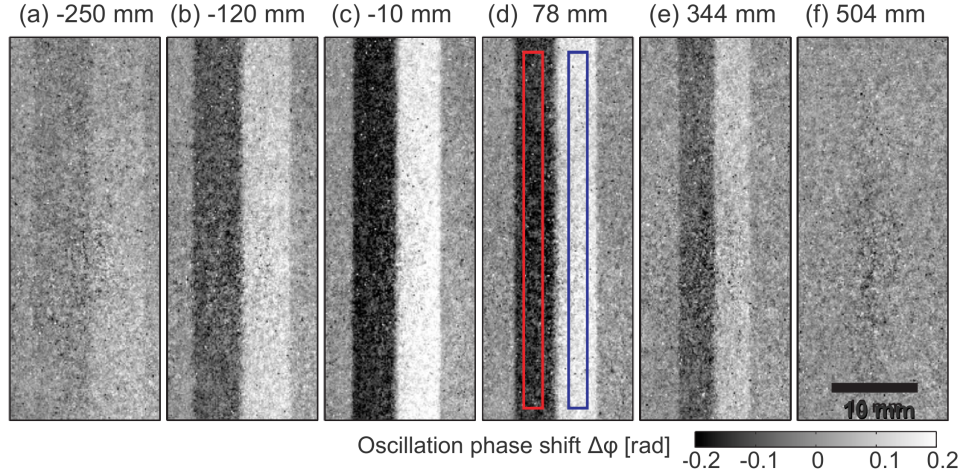 (a) -250 mm (b) -120 mm (c) -10 mm (d) 78 mm (e) 344 mm (f) 504 mm
10 mm
Oscillation phase shift Δφ [rad]
-0.2 -0.1 0 0.1 0.2